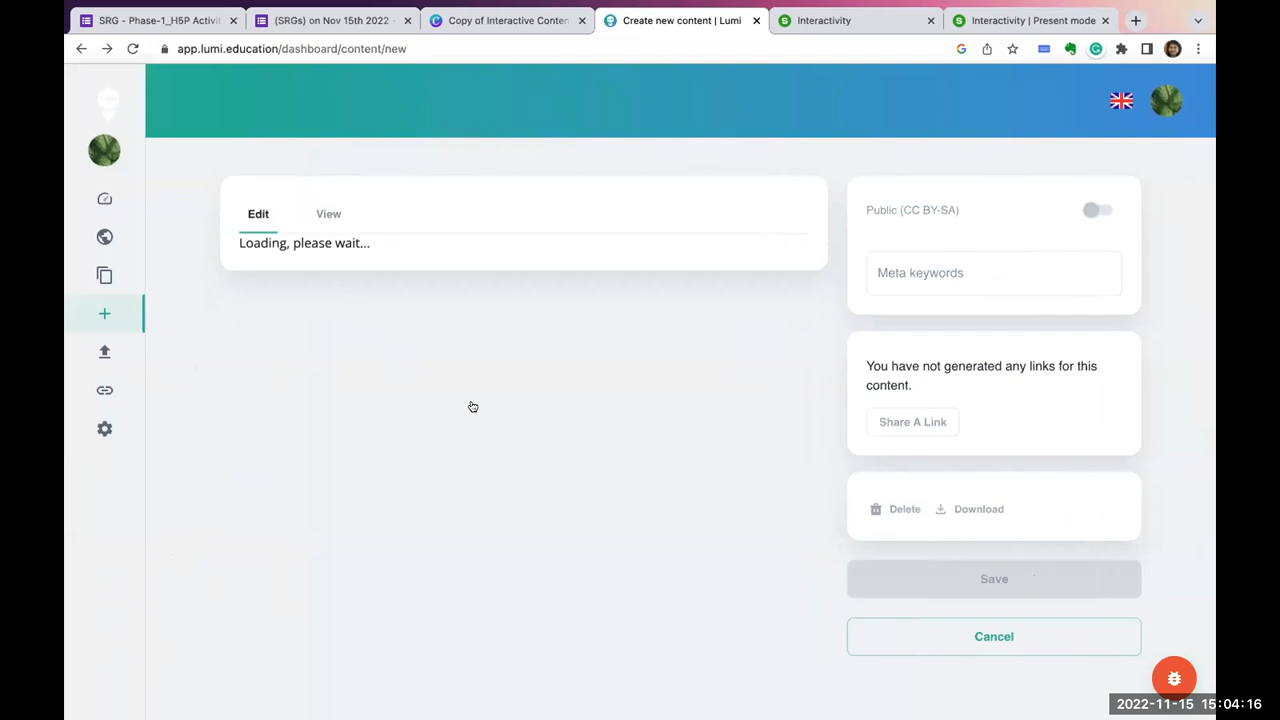 SRG - Phase-1_H5P Activi
(SRGs) on Nov 15th 2022 -
Copy of Interactive Conten
Create new content | Lumi
Interactivity
Interactivity | Present mode
app.lumi.education/dashboard/content/new
Edit
View
Loading, please wait...
Public (CC BY-SA)
Meta keywords
You have not generated any links for this
content.
Share A Link
Delete
Download
Save
Cancel
2022-11-15 15:04:16